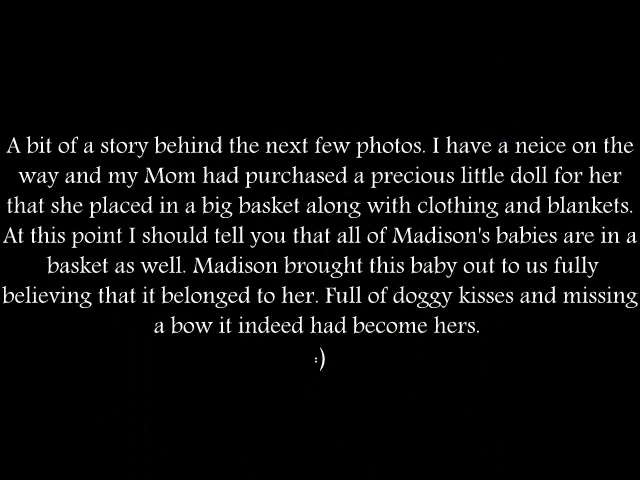 A bit of a story behind the next few photos. I have a neice on the
way and my Mom had purchased a precious little doll for her
that she placed in a big basket along with clothing and blankets.
At this point I should tell you that all of Madison's babies are in a
basket as well. Madison brought this baby out to us fully
believing that it belonged to her. Full of doggy kisses and missing
a bow it indeed had become hers.
:)